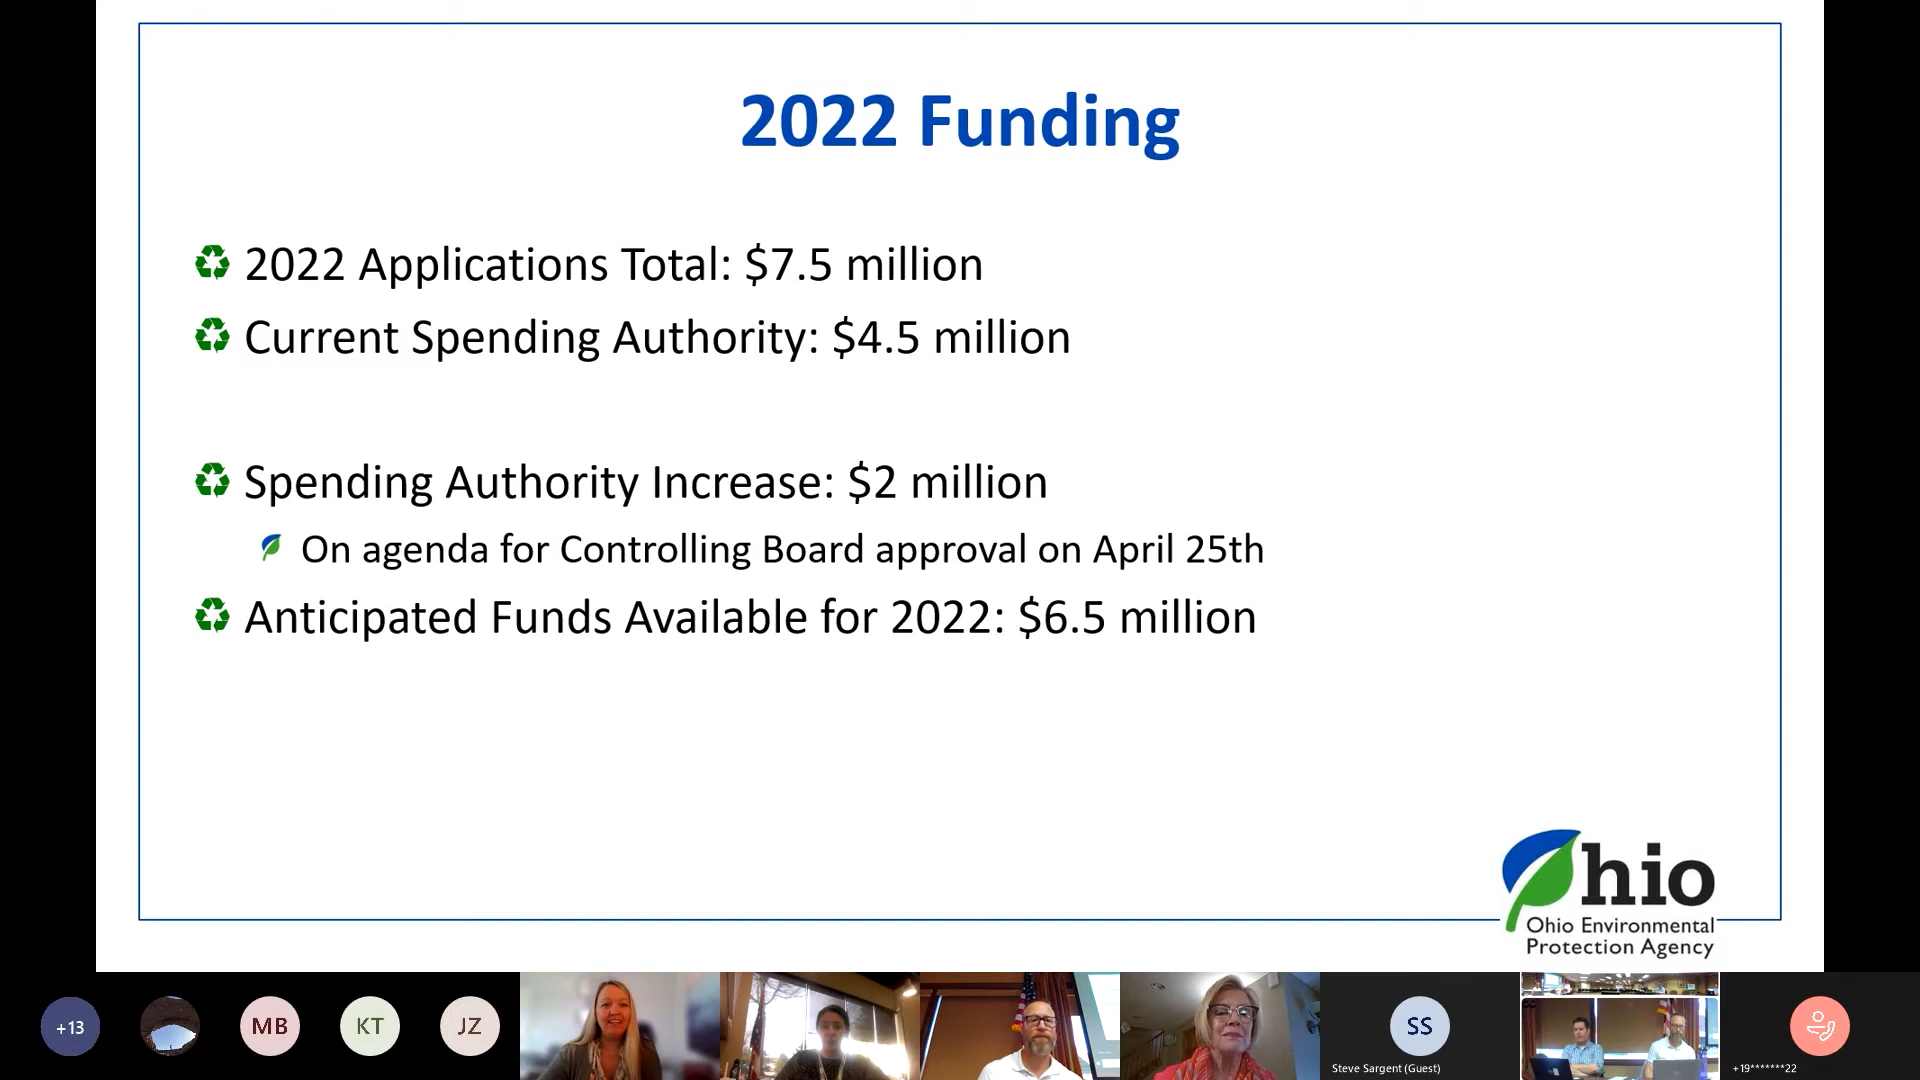 2022 Funding
2022 Applications Total: $7.5 million
Current Spending Authority: $4.5 million
Spending Authority Increase: $2 million
On agenda for Controlling Board approval on April 25th
Anticipated Funds Available for 2022: $6.5 million
Ohio
Ohio Environmental
Protection Agency
+13
MB
KT
JZ
SS
Steve Sargent (Guest)
+19*******22